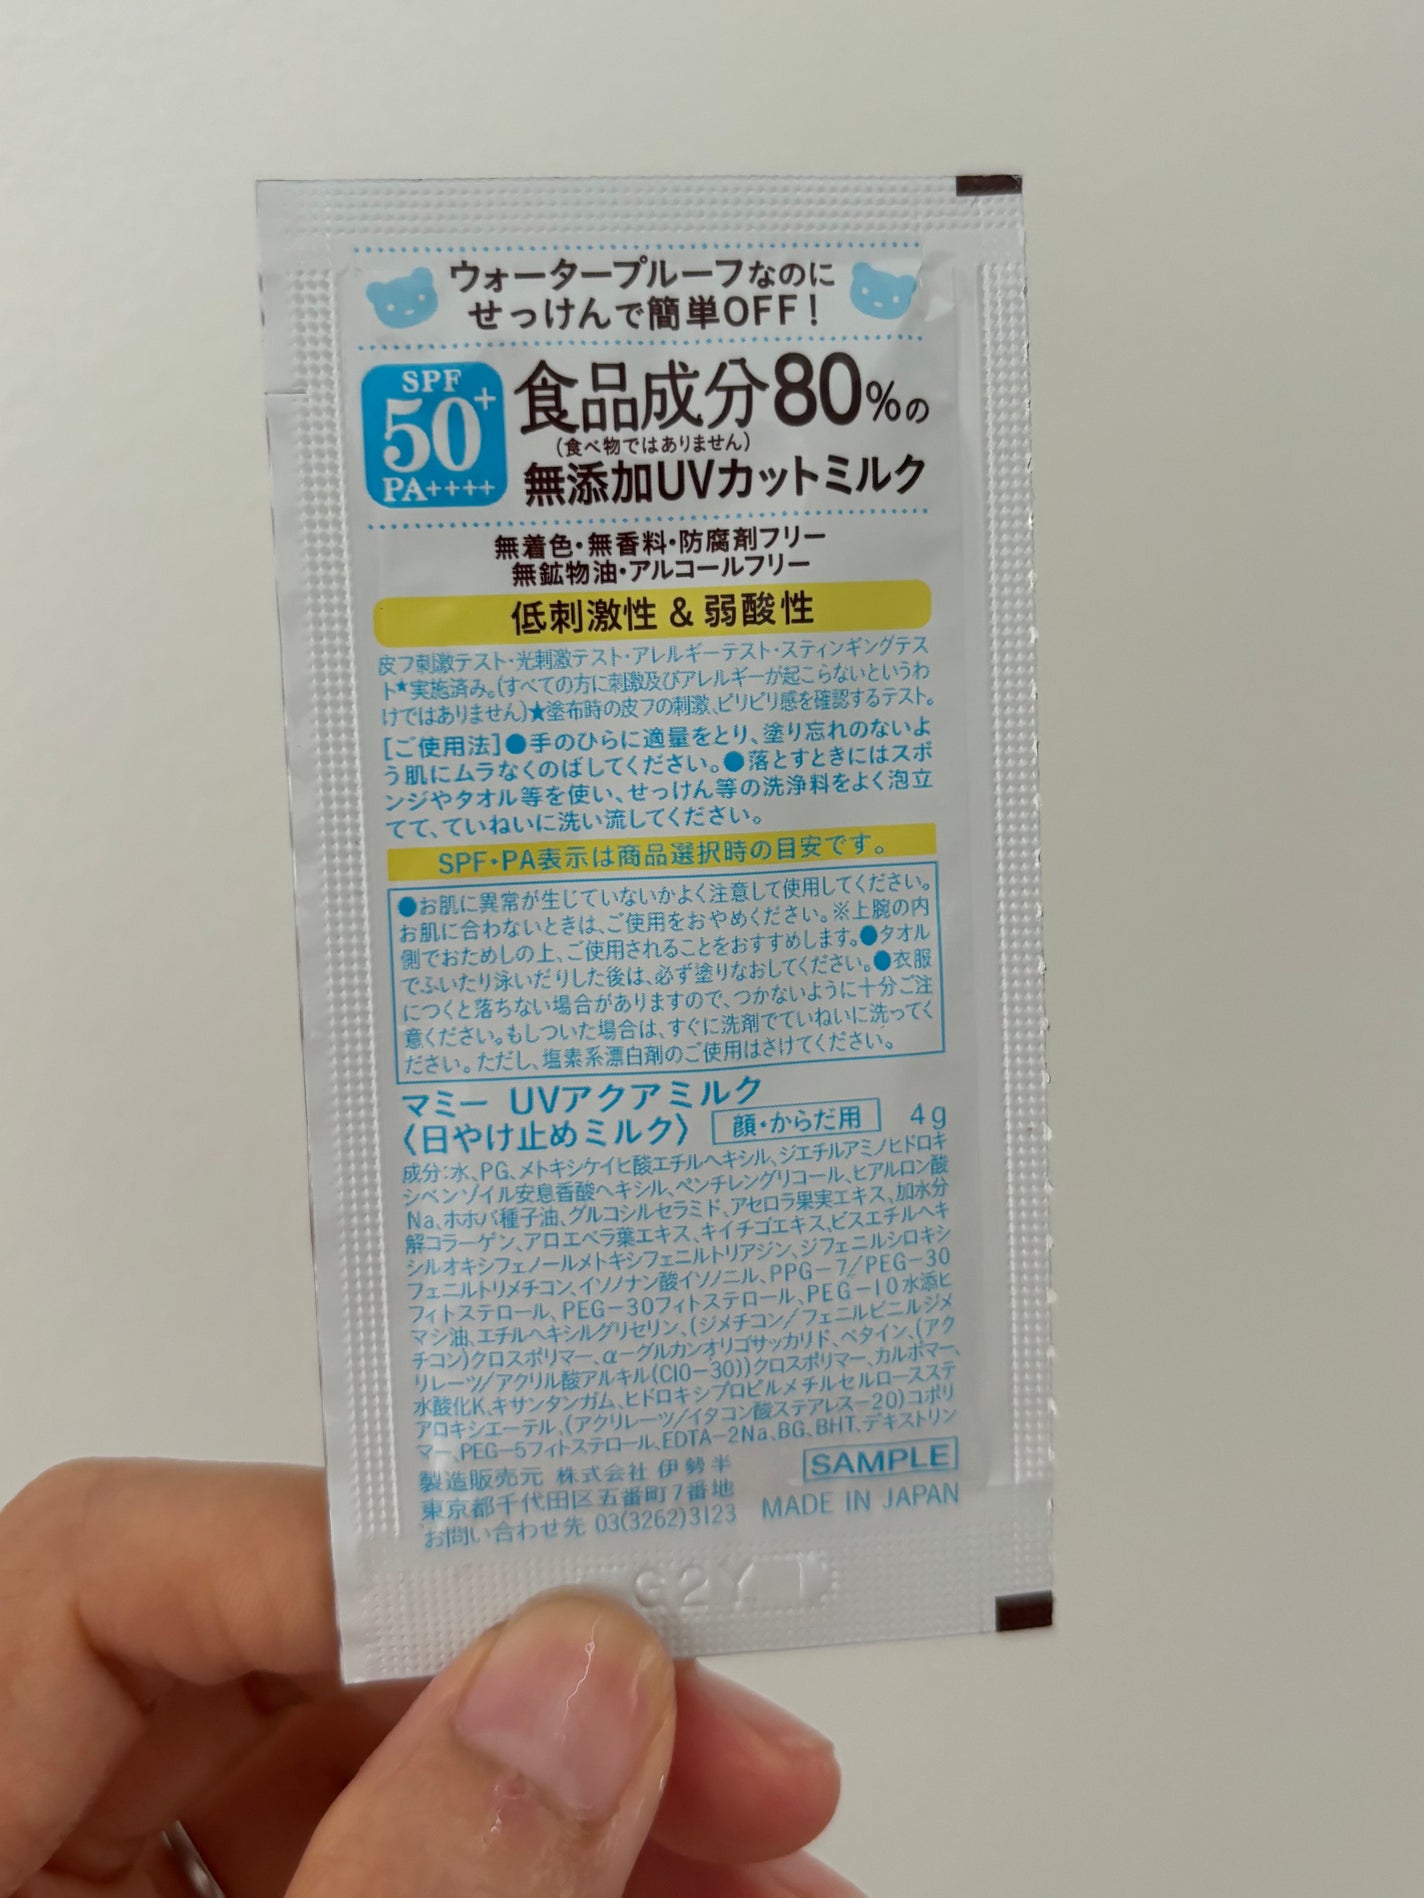 ウォータープルーフなのに
せっけんで簡単OFF!
SPF
50+
PA++++
食品成分80%の
(食べ物ではありません)
無添加UVカットミルク
無着色・無香料・防腐剤フリー
無鉱物油・アルコールフリー
低刺激性 & 弱酸性
皮フ刺激テスト・光刺激テスト・アレルギーテスト・スティンギングテス
ト★実施済み。(すべての方に刺激及びアレルギーが起こらないというわ
けではありません)★塗布時の皮フの刺激、ピリピリ感を確認するテスト。
[ご使用法]●手のひらに適量をとり、塗り忘れのないよ
う肌にムラなくのばしてください。●落とすときにはスポ
ンジやタオル等を使い、せっけん等の洗浄料をよく泡立
てて、ていねいに洗い流してください。
SPF・PA表示は商品選択時の目安です。
●お肌に異常が生じていないかよく注意して使用してください。
お肌に合わないときは、ご使用をおやめください。※上腕の内
側でおためしの上、ご使用されることをおすすめします。●タオル
でふいたり泳いだりした後は、必ず塗りなおしてください。●衣服
につくと落ちない場合がありますので、つかないように十分ご注
意ください。もしついた場合は、すぐに洗剤でていねいに洗ってく
ださい。ただし、塩素系漂白剤のご使用はさけてください。
マミー UVアクアミルク
〈日やけ止めミルク〉 顔・からだ用 4g
成分:水、PG、メトキシケイヒ酸エチルヘキシル、ジエチルアミノヒドロキ
シベンゾイル安息香酸ヘキシル、ペンチレングリコール、ヒアルロン酸
Na、ホホバ種子油、グルコシルセラミド、アセロラ果実エキス、加水分
解コラーゲン、アロエベラ葉エキス、キイチゴエキス、ビスエチルヘキ
シルオキシフェノールメトキシフェニルトリアジン、ジフェニルシロキシ
フェニルトリメチコン、イソノナン酸イソノニル、PPG-7/PEG-30
フィトステロール、PEG-30フィトステロール、PEG-10水添ヒ
マシ油、エチルヘキシルグリセリン、(ジメチコン/フェニルビニルジメ
チコン)クロスポリマー、α-グルカンオリゴサッカリド、ベタイン、(アク
リレーツ/アクリル酸アルキル(C10-30))クロスポリマー、カルボマー、
水酸化K、キサンタンガム、ヒドロキシプロピルメチルセルロースステ
アロキシエーテル、(アクリレーツ/イタコン酸ステアレス-20)コポリ
マー、PEG-5フィトステロール、EDTA-2Na、BG、BHT、デキストリン
製造販売元 株式会社 伊勢半
SAMPLE
東京都千代田区五番町7番地
お問い合わせ先 03(3262)3123 MADE IN JAPAN
G2Y1